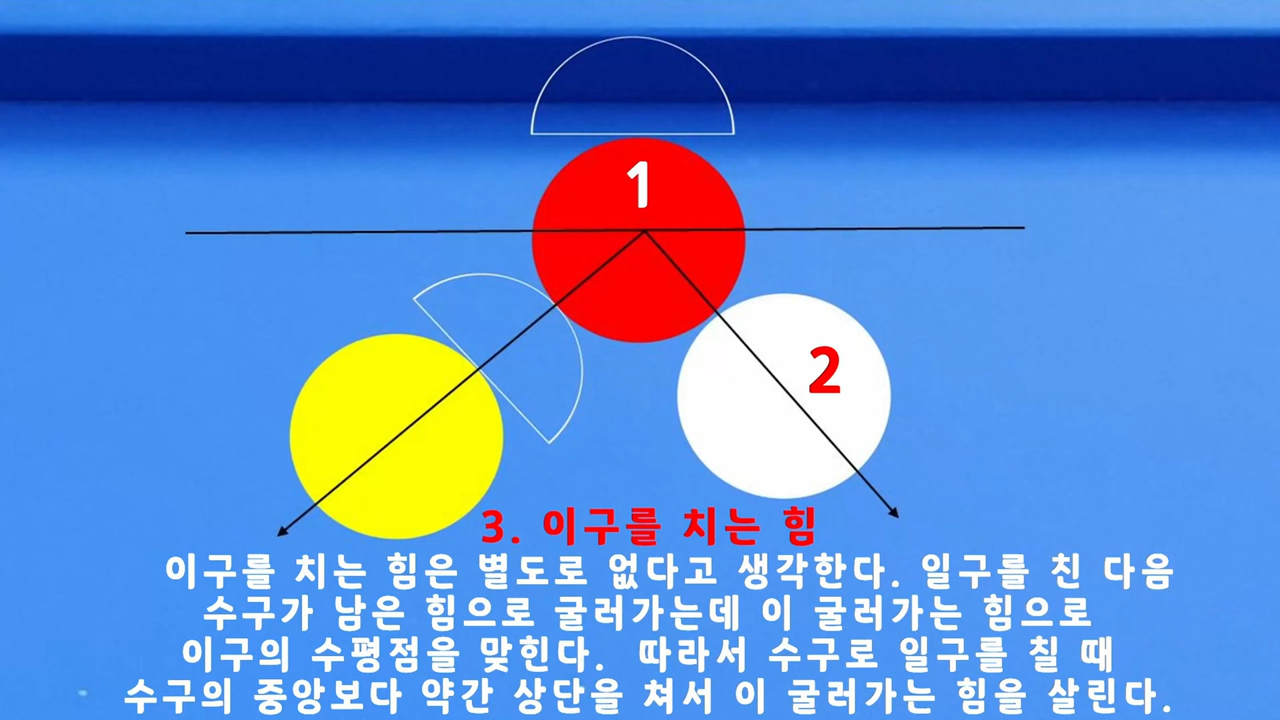 1
2
3. 이구를 치는 힘
이구를 치는 힘은 별도로 없다고 생각한다. 일구를 친 다음
수구가 남은 힘으로 굴러가는데 이 굴러가는 힘으로
이구의 수평점을 맞힌다. 따라서 수구로 일구를 칠 때
수구의 중앙보다 약간 상단을 쳐서 이 굴러가는 힘을 살린다.